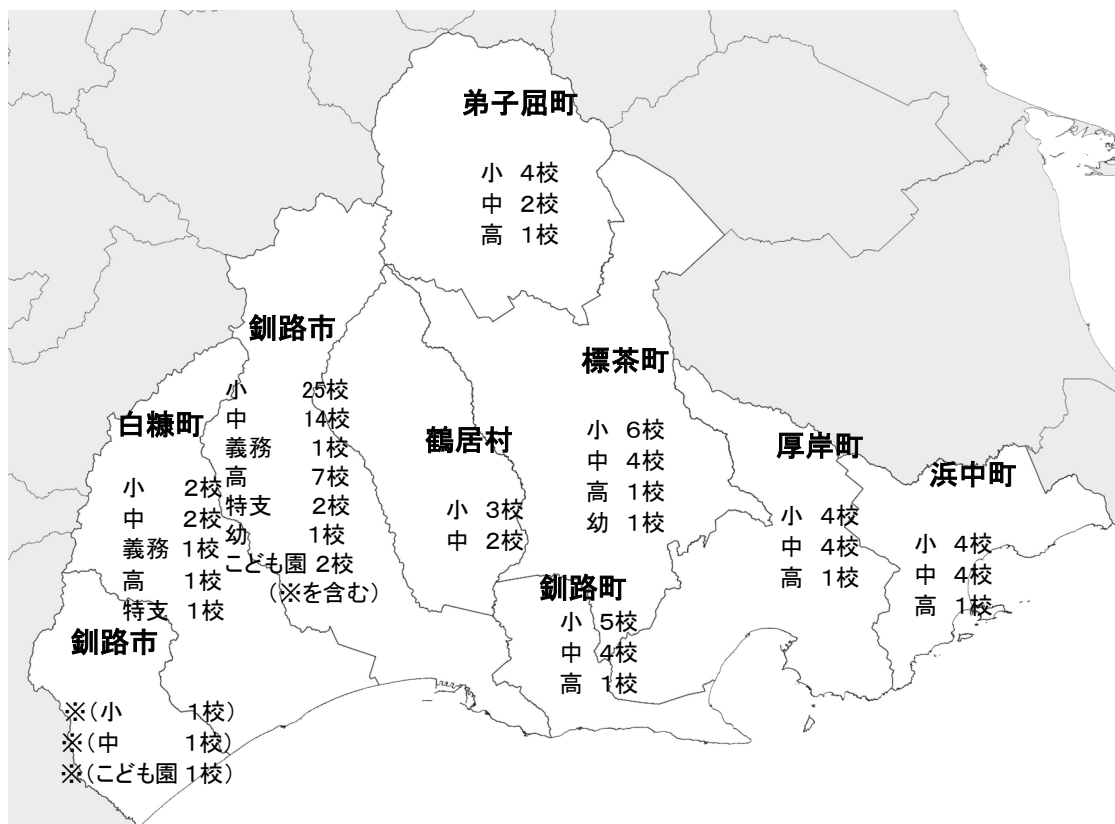 弟子屈町
小 4校
中 2校
高 1校
釧路市
小 25校
中 14校
義務 1校
高 7校
特支 2校
幼 1校
こども園 2校
(※を含む)
標茶町
小 6校
中 4校
高 1校
幼 1校
白糠町
小 2校
中 2校
義務 1校
高 1校
特支 1校
鶴居村
小 3校
中 2校
厚岸町
小 4校
中 4校
高 1校
浜中町
小 4校
中 4校
高 1校
釧路町
小 5校
中 4校
高 1校
釧路市
※(小 1校)
※(中 1校)
※(こども園 1校)